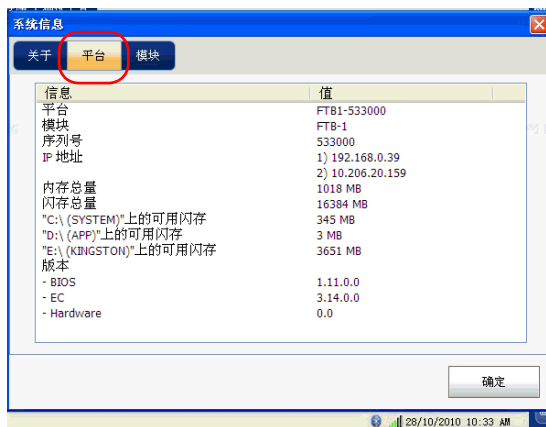 系统信息
关于 平台 模块
信息 值
平台 FTB1-533000
模块 FTB-1
序列号 533000
IP 地址 1) 192.168.0.39
2) 10.206.20.159
内存总量 1018 MB
闪存总量 16384 MB
"C:\ (SYSTEM)"上的可用闪存 345 MB
"D:\ (APP)"上的可用闪存 3 MB
"E:\ (KINGSTON)"上的可用闪存 3651 MB
版本
- BIOS 1.11.0.0
- EC 3.14.0.0
- Hardware 0.0
确定
28/10/2010 10:33 AM